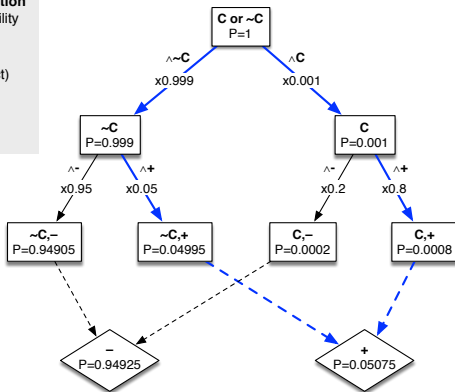 tion
ility
t)
C or ~C
P=1
^~C
x0.999
^C
x0.001
~C
P=0.999
C
P=0.001
^-
x0.95
^+
x0.05
^-
x0.2
^+
x0.8
~C,–
P=0.94905
~C,+
P=0.04995
C,–
P=0.0002
C,+
P=0.0008
–
P=0.94925
+
P=0.05075